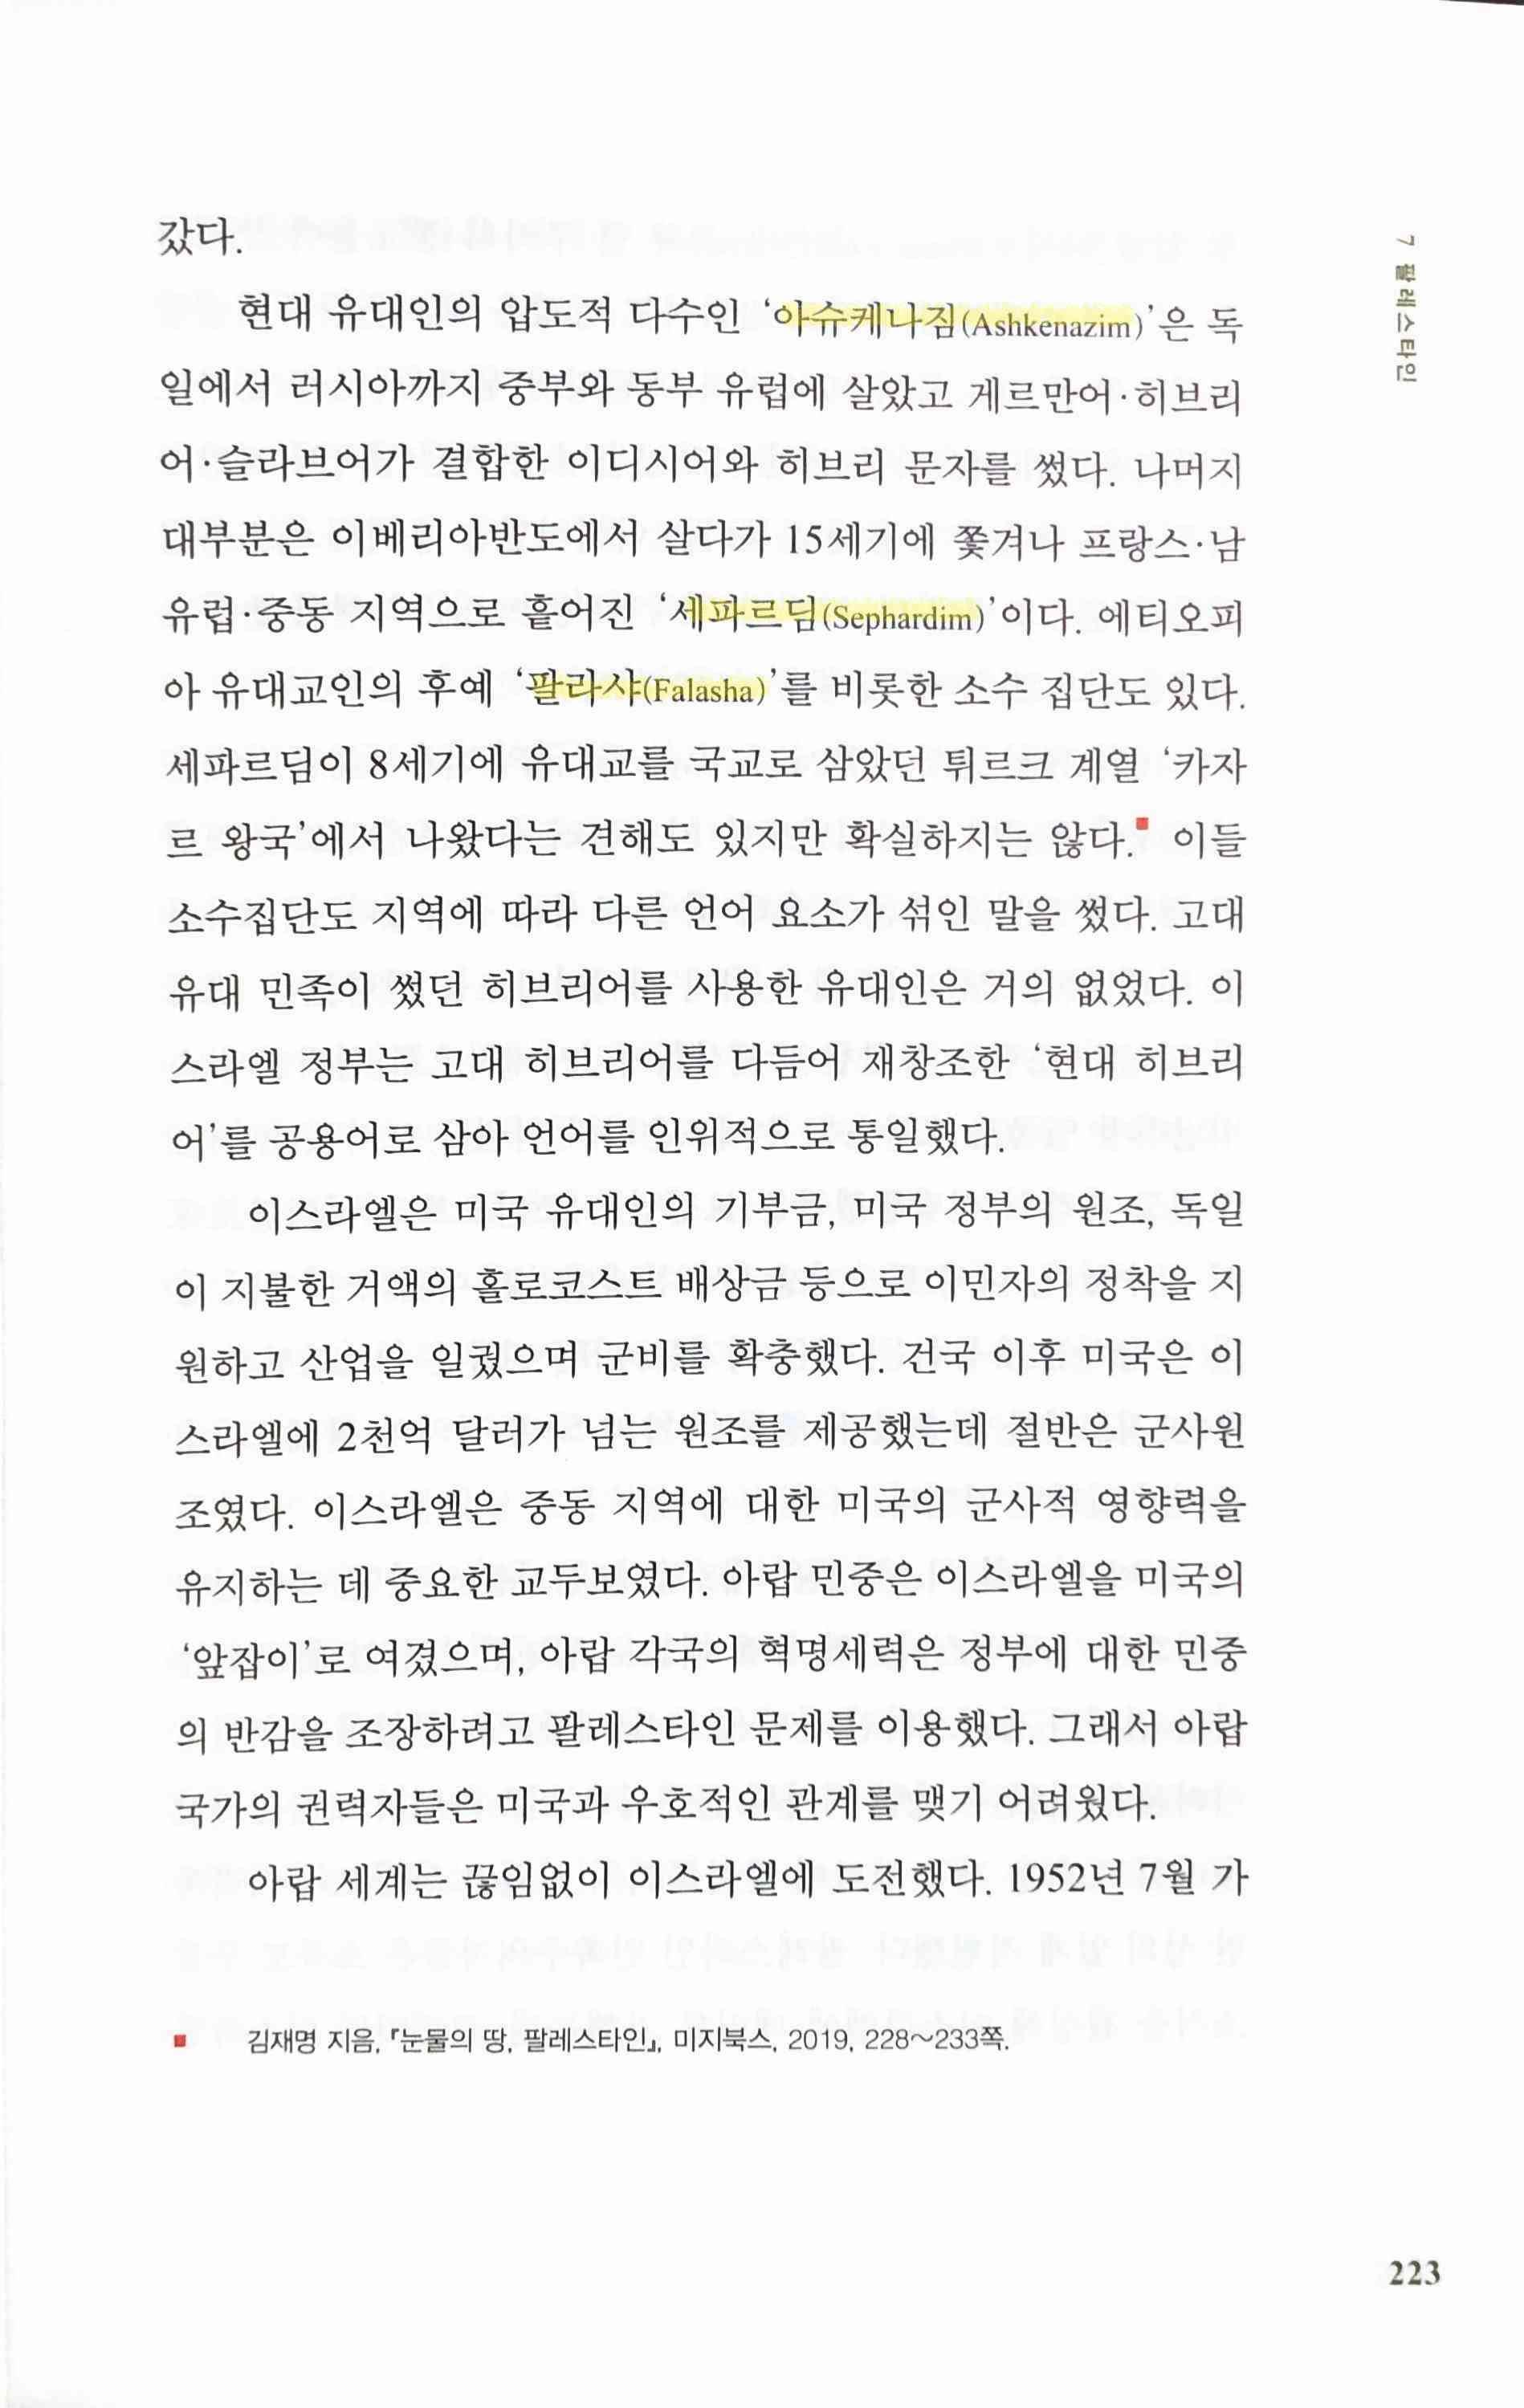 갔다.
현대 유대인의 압도적 다수인 ‘아슈케나짐(Ashkenazim)’은 독
일에서 러시아까지 중부와 동부 유럽에 살았고 게르만어·히브리
어·슬라브어가 결합한 이디시어와 히브리 문자를 썼다. 나머지
대부분은 이베리아반도에서 살다가 15세기에 쫓겨나 프랑스·남
유럽·중동 지역으로 흩어진 ‘세파르딤(Sephardim)’이다. 에티오피
아 유대교인의 후예 ‘팔라샤(Falasha)’를 비롯한 소수 집단도 있다.
세파르딤이 8세기에 유대교를 국교로 삼았던 튀르크 계열 ‘카자
르 왕국’에서 나왔다는 견해도 있지만 확실하지는 않다.▪ 이들
소수집단도 지역에 따라 다른 언어 요소가 섞인 말을 썼다. 고대
유대 민족이 썼던 히브리어를 사용한 유대인은 거의 없었다. 이
스라엘 정부는 고대 히브리어를 다듬어 재창조한 ‘현대 히브리
어’를 공용어로 삼아 언어를 인위적으로 통일했다.
이스라엘은 미국 유대인의 기부금, 미국 정부의 원조, 독일
이 지불한 거액의 홀로코스트 배상금 등으로 이민자의 정착을 지
원하고 산업을 일궜으며 군비를 확충했다. 건국 이후 미국은 이
스라엘에 2천억 달러가 넘는 원조를 제공했는데 절반은 군사원
조였다. 이스라엘은 중동 지역에 대한 미국의 군사적 영향력을
유지하는 데 중요한 교두보였다. 아랍 민중은 이스라엘을 미국의
‘앞잡이’로 여겼으며, 아랍 각국의 혁명세력은 정부에 대한 민중
의 반감을 조장하려고 팔레스타인 문제를 이용했다. 그래서 아랍
국가의 권력자들은 미국과 우호적인 관계를 맺기 어려웠다.
아랍 세계는 끊임없이 이스라엘에 도전했다. 1952년 7월 가
▪ 김재명 지음, 『눈물의 땅, 팔레스타인』, 미지북스, 2019, 228~233쪽.
7 팔레스타인
223